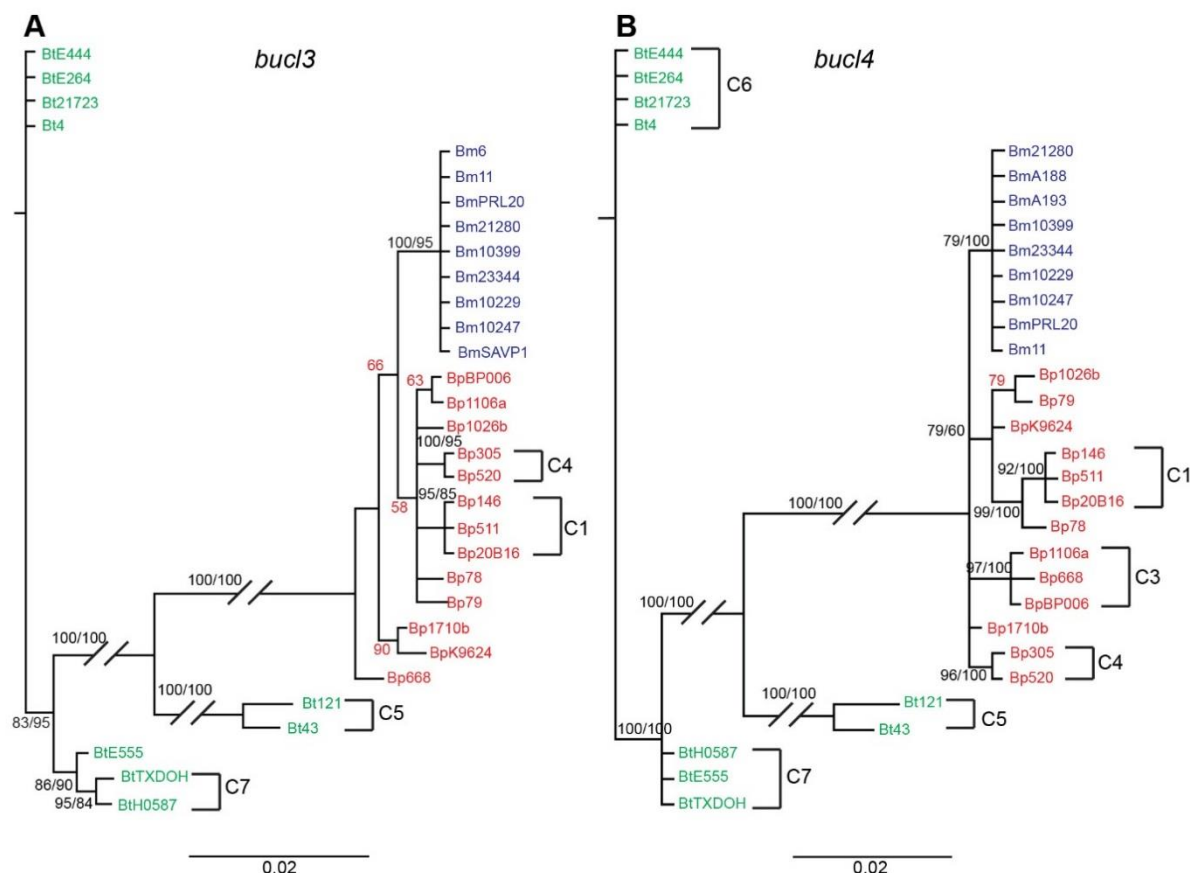 A
bucl3
BtE444
BtE264
Bt21723
Bt4
Bm6
Bm11
BmPRL20
Bm21280
100/95
Bm10399
Bm23344
Bm10229
Bm10247
BmSAVP1
66
63
BpBP006
Bp1106a
Bp1026b
100/95
Bp305
C4
Bp520
95/85
Bp146
58
C1
Bp511
Bp20B16
100/100
Bp78
Bp79
100/100
Bp1710b
90
BpK9624
Bp668
100/100
Bt121
C5
83/95
Bt43
BtE555
86/90
BtTXDOH
C7
95/84
BtH0587
0.02
B
bucl4
BtE444
BtE264
C6
Bt21723
Bt4
Bm21280
BmA188
BmA193
Bm10399
79/100
Bm23344
Bm10229
Bm10247
BmPRL20
Bm11
79
Bp1026b
Bp79
79/60
BpK9624
Bp146
92/100
C1
Bp511
100/100
Bp20B16
99/100
Bp78
Bp1106a
97/100
C3
Bp668
100/100
BpBP006
Bp1710b
Bp305
C4
96/100
Bp520
100/100
Bt121
C5
100/100
Bt43
BtH0587
C7
BtE555
BtTXDOH
0.02